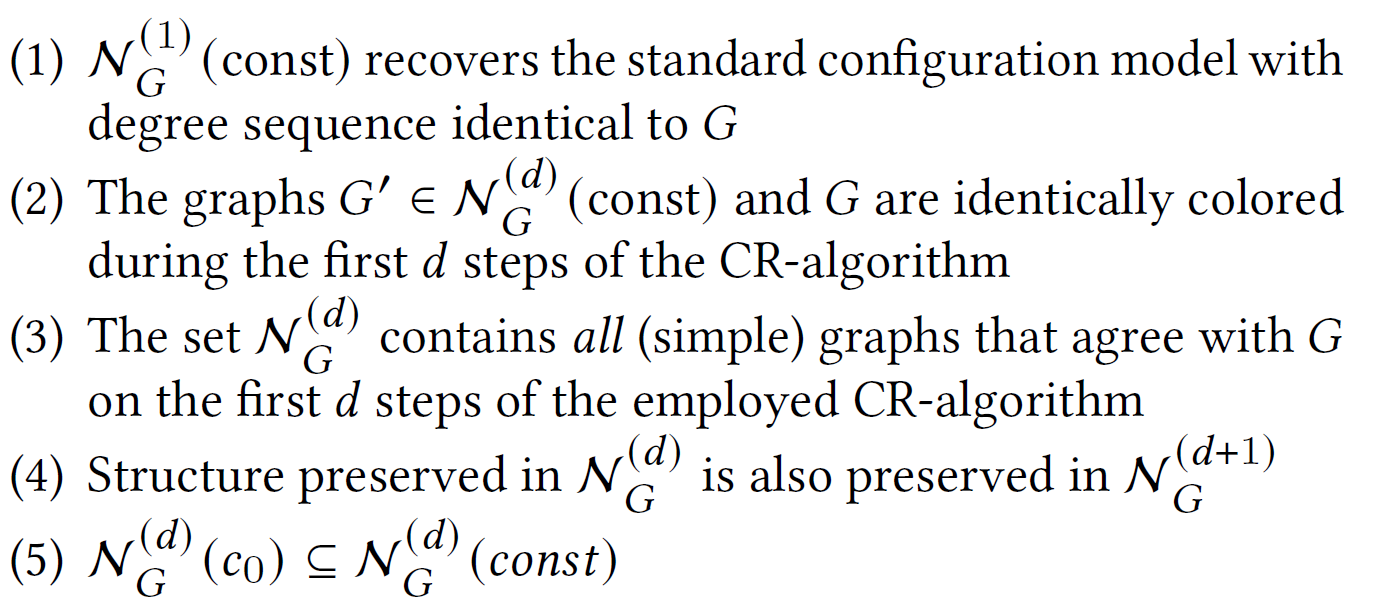 (1) $\mathcal{N}_G^{(1)}$(const) recovers the standard configuration model with
degree sequence identical to $G$
(2) The graphs $G' \in \mathcal{N}_G^{(d)}$(const) and $G$ are identically colored
during the first $d$ steps of the CR-algorithm
(3) The set $\mathcal{N}_G^{(d)}$ contains all (simple) graphs that agree with $G$
on the first $d$ steps of the employed CR-algorithm
(4) Structure preserved in $\mathcal{N}_G^{(d)}$ is also preserved in $\mathcal{N}_G^{(d+1)}$
(5) $\mathcal{N}_G^{(d)}(c_0) \subseteq \mathcal{N}_G^{(d)}(const)$